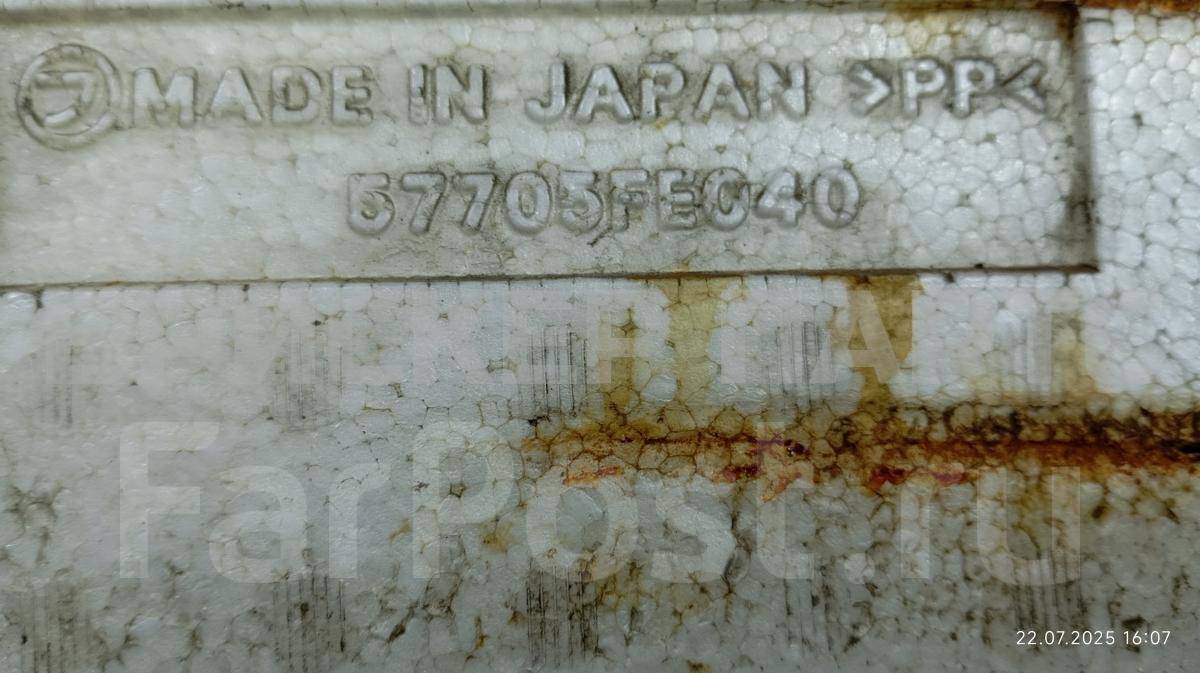 MADE IN JAPAN >PP<
57705FE040
FarPost.ru
22.07.2025 16:07